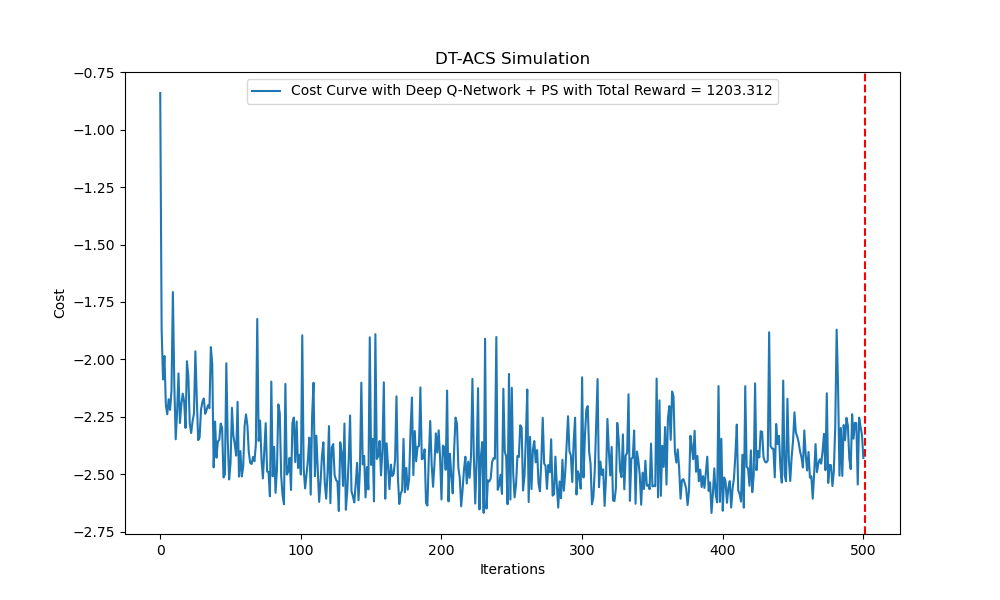 DT-ACS Simulation
Cost Curve with Deep Q-Network + PS with Total Reward = 1203.312
−0.75
−1.00
−1.25
−1.50
−1.75
−2.00
−2.25
−2.50
−2.75
Cost
0 100 200 300 400 500
Iterations